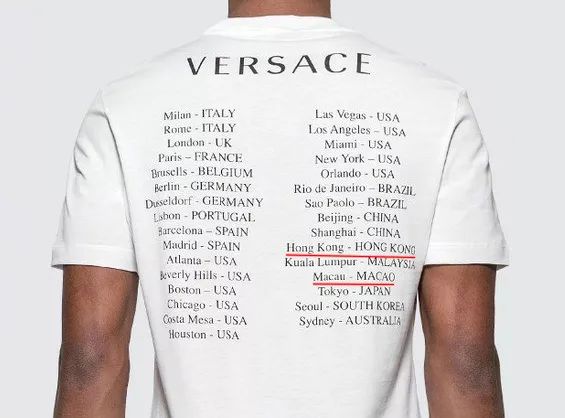 VERSACE
Milan - ITALY
Rome - ITALY
London - UK
Paris – FRANCE
Brusells - BELGIUM
Berlin - GERMANY
Dusseldorf - GERMANY
Lisbon - PORTUGAL
Barcelona – SPAIN
Madrid - SPAIN
Atlanta – USA
Beverly Hills - USA
Boston – USA
Chicago - USA
Costa Mesa - USA
Houston - USA
Las Vegas - USA
Los Angeles – USA
Miami - USA
New York – USA
Orlando - USA
Rio de Janeiro – BRAZIL
Sao Paolo – BRAZIL
Beijing - CHINA
Shanghai - CHINA
Hong Kong - HONG KONG
Kuala Lumpur - MALAYSIA
Macau - MACAO
Tokyo - JAPAN
Seoul - SOUTH KOREA
Sydney - AUSTRALIA